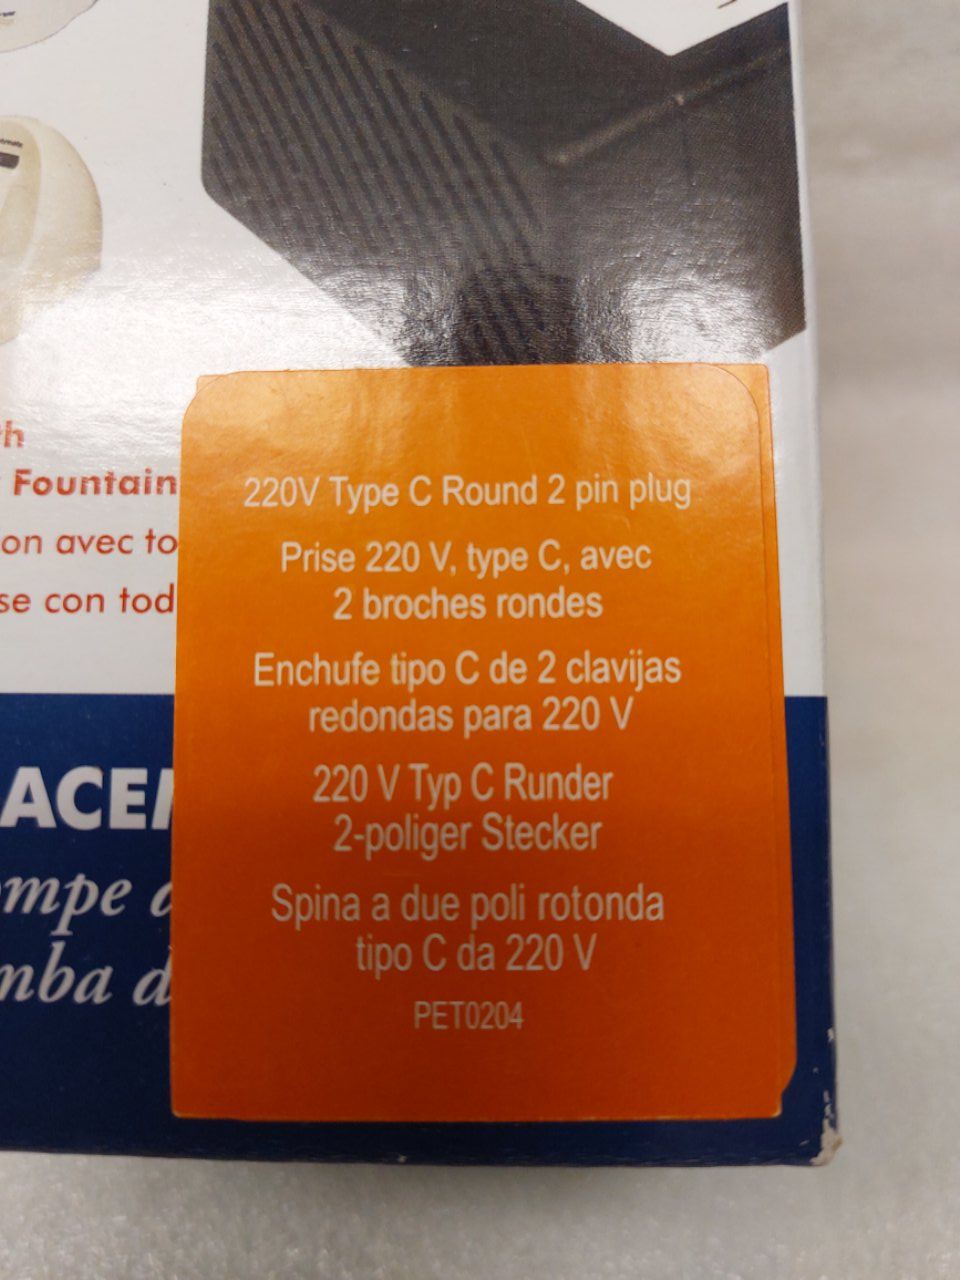 Fountain
on avec to
se con tod
220V Type C Round 2 pin plug
Prise 220 V, type C, avec
2 broches rondes
Enchufe tipo C de 2 clavijas
redondas para 220 V
220 V Typ C Runder
2-poliger Stecker
Spina a due poli rotonda
tipo C da 220 V
PET0204
ACE
ompe d
mba d